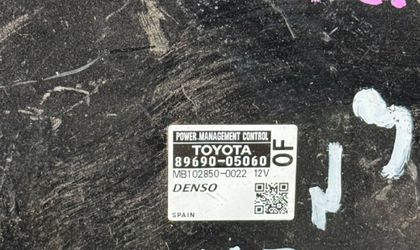 POWER MANAGEMENT CONTROL
TOYOTA
89690-05060
0F
MB102850-0022 12V
DENSO
SPAIN